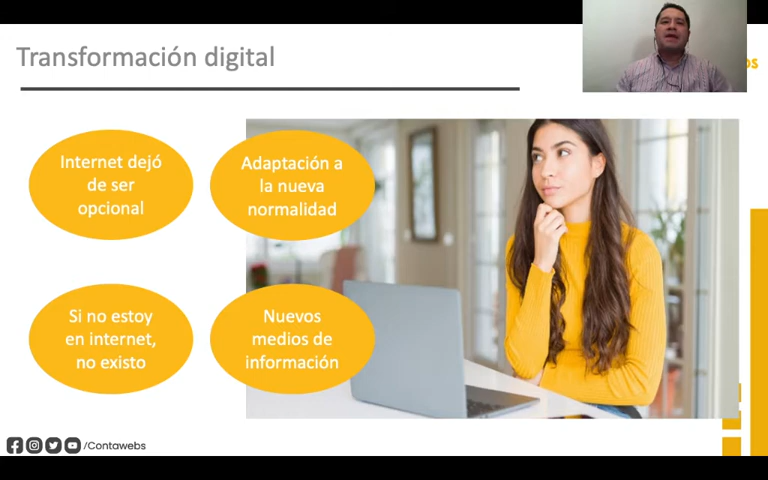 Transformación digital
Internet dejó
de ser
opcional
Adaptación a
la nueva
normalidad
Si no estoy
en internet,
no existo
Nuevos
medios de
información
/Contawebs